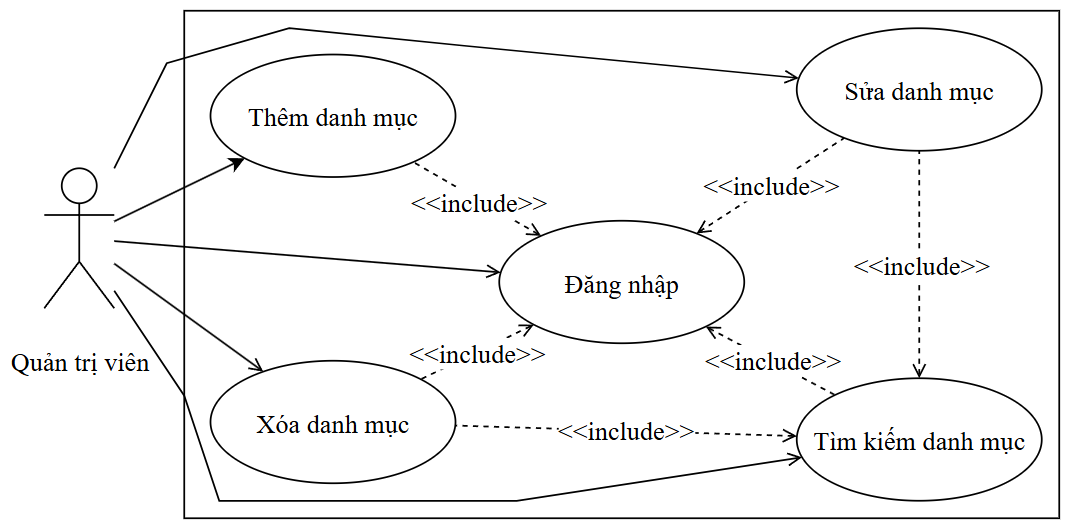 Sửa danh mục
Thêm danh mục
<<include>>
<<include>>
<<include>>
Đăng nhập
<<include>>
Quản trị viên
<<include>>
Xóa danh mục
<<include>>
Tìm kiếm danh mục